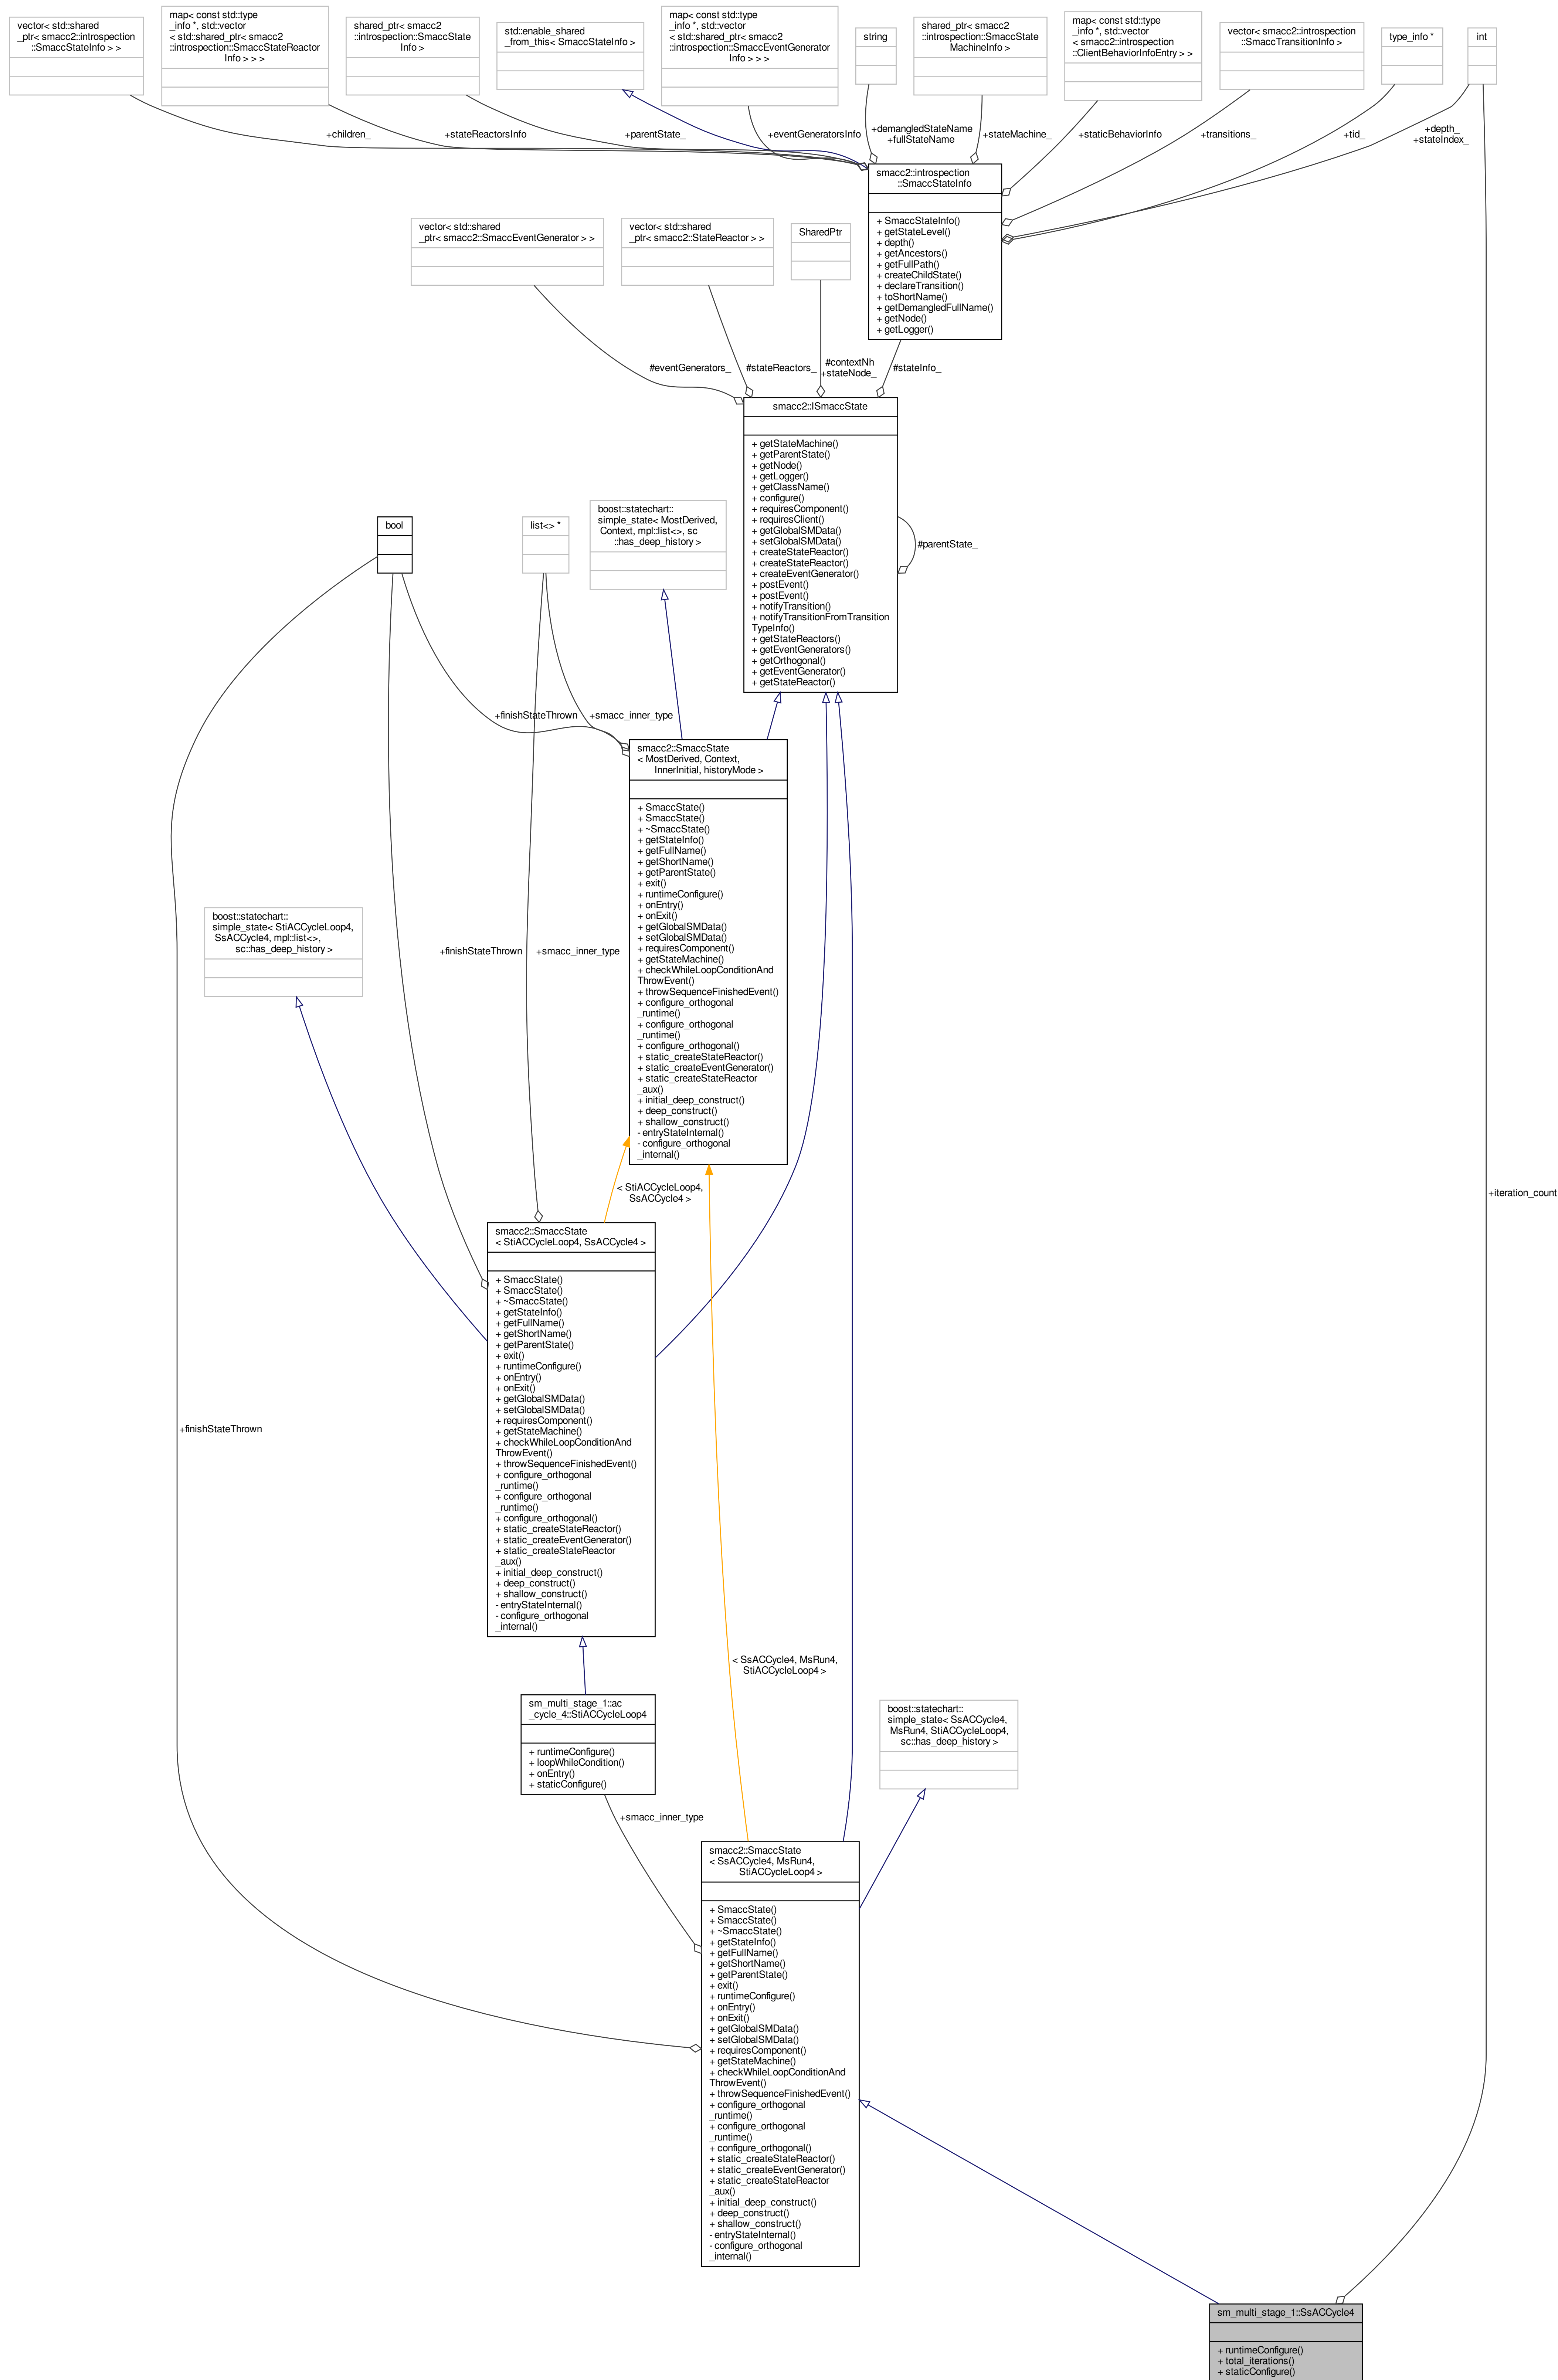 vector< std::shared
_ptr< smacc2::introspection
::SmaccStateInfo > >
map< const std::type
_info *, std::vector
< std::shared_ptr< smacc2
::introspection::SmaccStateReactor
Info > > >
shared_ptr< smacc2
::introspection::SmaccState
Info >
std::enable_shared
_from_this< SmaccStateInfo >
map< const std::type
_info *, std::vector
< std::shared_ptr< smacc2
::introspection::SmaccEventGenerator
Info > > >
string
shared_ptr< smacc2
::introspection::SmaccState
MachineInfo >
map< const std::type
_info *, std::vector
< smacc2::introspection
::ClientBehaviorInfoEntry > >
vector< smacc2::introspection
::SmaccTransitionInfo >
type_info *
int
+children_
+stateReactorsInfo
+parentState_
+eventGeneratorsInfo
+demangledStateName
+fullStateName
+stateMachine_
+staticBehaviorInfo
+transitions_
+tid_
+depth_
+stateIndex_
smacc2::introspection
::SmaccStateInfo
+ SmaccStateInfo()
+ getStateLevel()
+ depth()
+ getAncestors()
+ getFullPath()
+ createChildState()
+ declareTransition()
+ toShortName()
+ getDemangledFullName()
+ getNode()
+ getLogger()
vector< std::shared
_ptr< smacc2::SmaccEventGenerator > >
vector< std::shared
_ptr< smacc2::StateReactor > >
SharedPtr
#eventGenerators_
#stateReactors_
#contextNh
+stateNode_
#stateInfo_
smacc2::ISmaccState
+ getStateMachine()
+ getParentState()
+ getNode()
+ getLogger()
+ getClassName()
+ configure()
+ requiresComponent()
+ requiresClient()
+ getGlobalSMData()
+ setGlobalSMData()
+ createStateReactor()
+ createStateReactor()
+ createEventGenerator()
+ postEvent()
+ postEvent()
+ notifyTransition()
+ notifyTransitionFromTransition
TypeInfo()
+ getStateReactors()
+ getEventGenerators()
+ getOrthogonal()
+ getEventGenerator()
+ getStateReactor()
#parentState_
bool
list<> *
boost::statechart::
simple_state< MostDerived,
Context, mpl::list<>, sc
::has_deep_history >
+finishStateThrown
+smacc_inner_type
smacc2::SmaccState
< MostDerived, Context,
InnerInitial, historyMode >
+ SmaccState()
+ SmaccState()
+ ~SmaccState()
+ getStateInfo()
+ getFullName()
+ getShortName()
+ getParentState()
+ exit()
+ runtimeConfigure()
+ onEntry()
+ onExit()
+ getGlobalSMData()
+ setGlobalSMData()
+ requiresComponent()
+ getStateMachine()
+ checkWhileLoopConditionAnd
ThrowEvent()
+ throwSequenceFinishedEvent()
+ configure_orthogonal
_runtime()
+ configure_orthogonal
_runtime()
+ configure_orthogonal()
+ static_createStateReactor()
+ static_createEventGenerator()
+ static_createStateReactor
_aux()
+ initial_deep_construct()
+ deep_construct()
+ shallow_construct()
- entryStateInternal()
- configure_orthogonal
_internal()
boost::statechart::
simple_state< StiACCycleLoop4,
SsACCycle4, mpl::list<>,
sc::has_deep_history >
+finishStateThrown
+smacc_inner_type
< StiACCycleLoop4,
SsACCycle4 >
+iteration_count
smacc2::SmaccState
< StiACCycleLoop4, SsACCycle4 >
+ SmaccState()
+ SmaccState()
+ ~SmaccState()
+ getStateInfo()
+ getFullName()
+ getShortName()
+ getParentState()
+ exit()
+ runtimeConfigure()
+ onEntry()
+ onExit()
+ getGlobalSMData()
+ setGlobalSMData()
+ requiresComponent()
+ getStateMachine()
+ checkWhileLoopConditionAnd
ThrowEvent()
+ throwSequenceFinishedEvent()
+ configure_orthogonal
_runtime()
+ configure_orthogonal
_runtime()
+ configure_orthogonal()
+ static_createStateReactor()
+ static_createEventGenerator()
+ static_createStateReactor
_aux()
+ initial_deep_construct()
+ deep_construct()
+ shallow_construct()
- entryStateInternal()
- configure_orthogonal
_internal()
+finishStateThrown
< SsACCycle4, MsRun4,
StiACCycleLoop4 >
sm_multi_stage_1::ac
_cycle_4::StiACCycleLoop4
+ runtimeConfigure()
+ loopWhileCondition()
+ onEntry()
+ staticConfigure()
boost::statechart::
simple_state< SsACCycle4,
MsRun4, StiACCycleLoop4,
sc::has_deep_history >
+smacc_inner_type
smacc2::SmaccState
< SsACCycle4, MsRun4,
StiACCycleLoop4 >
+ SmaccState()
+ SmaccState()
+ ~SmaccState()
+ getStateInfo()
+ getFullName()
+ getShortName()
+ getParentState()
+ exit()
+ runtimeConfigure()
+ onEntry()
+ onExit()
+ getGlobalSMData()
+ setGlobalSMData()
+ requiresComponent()
+ getStateMachine()
+ checkWhileLoopConditionAnd
ThrowEvent()
+ throwSequenceFinishedEvent()
+ configure_orthogonal
_runtime()
+ configure_orthogonal
_runtime()
+ configure_orthogonal()
+ static_createStateReactor()
+ static_createEventGenerator()
+ static_createStateReactor
_aux()
+ initial_deep_construct()
+ deep_construct()
+ shallow_construct()
- entryStateInternal()
- configure_orthogonal
_internal()
sm_multi_stage_1::SsACCycle4
+ runtimeConfigure()
+ total_iterations()
+ staticConfigure()